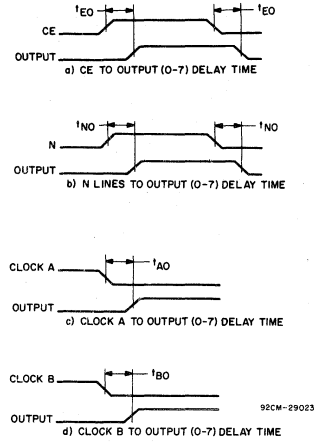 tEO tEO
CE
OUTPUT
a) CE TO OUTPUT (0-7) DELAY TIME
tNO tNO
N
OUTPUT
b) N LINES TO OUTPUT (0-7) DELAY TIME
tAO
CLOCK A
OUTPUT
c) CLOCK A TO OUTPUT (0-7) DELAY TIME
tBO
CLOCK B
92CM-29023
OUTPUT
d) CLOCK B TO OUTPUT (0-7) DELAY TIME